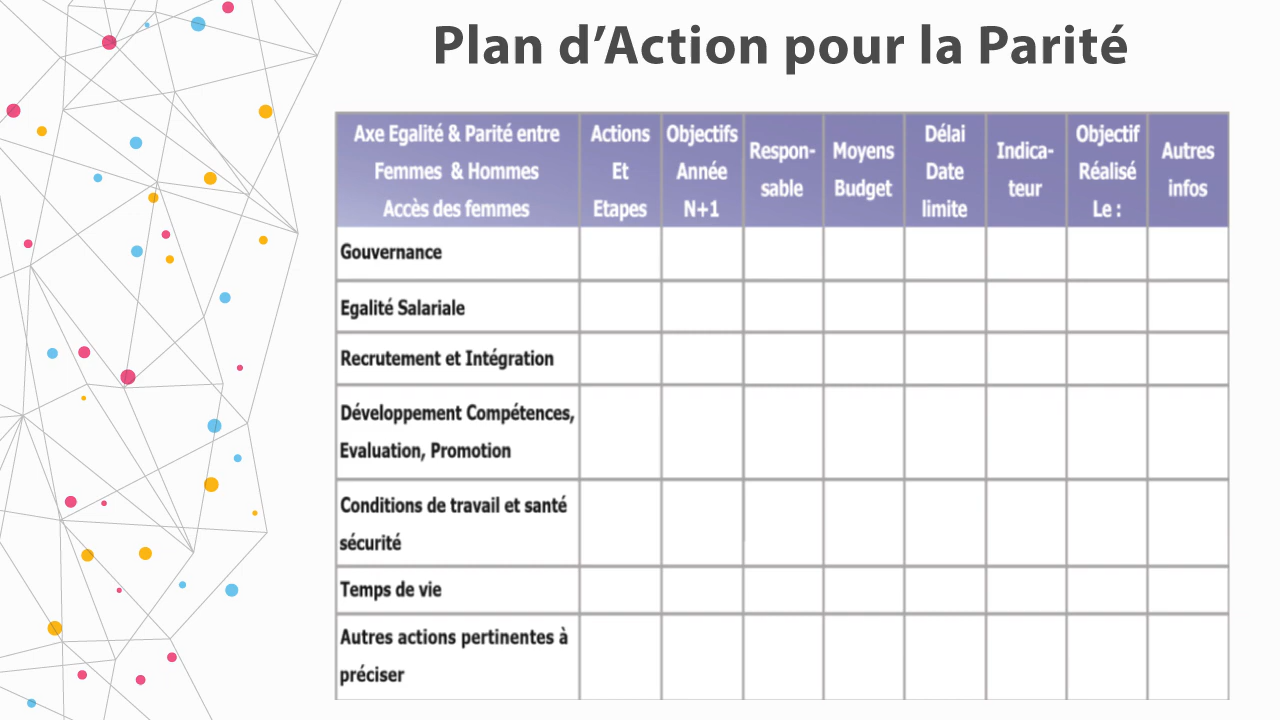 Plan d’Action pour la Parité
Axe Egalité & Parité entre
Femmes & Hommes
Accès des femmes
Actions
Et
Etapes
Objectifs
Année
N+1
Respon-
sable
Moyens
Budget
Délai
Date
limite
Indica-
teur
Objectif
Réalisé
Le :
Autres
infos
Gouvernance
Egalité Salariale
Recrutement et Intégration
Développement Compétences,
Evaluation, Promotion
Conditions de travail et santé
sécurité
Temps de vie
Autres actions pertinentes à
préciser